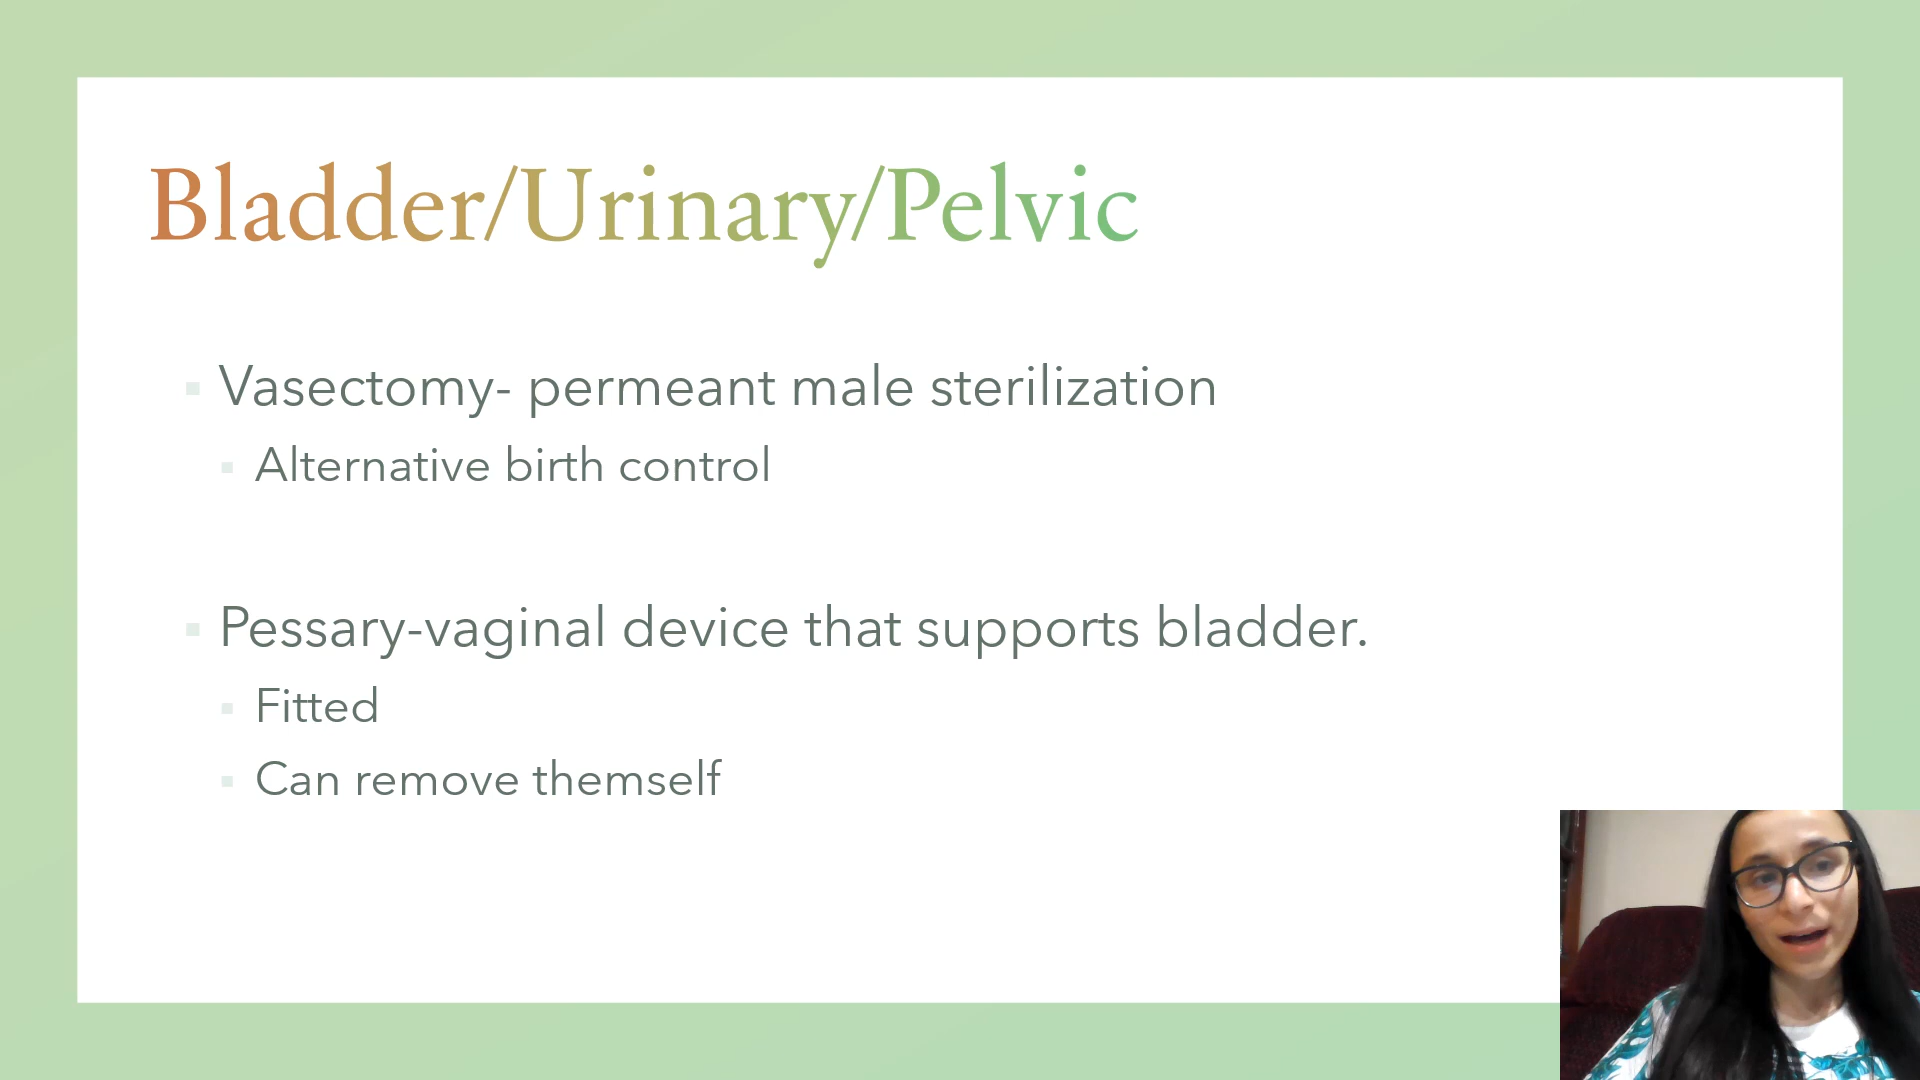 Bladder/Urinary/Pelvic
Vasectomy- permeant male sterilization
Alternative birth control
Pessary-vaginal device that supports bladder.
Fitted
Can remove themself